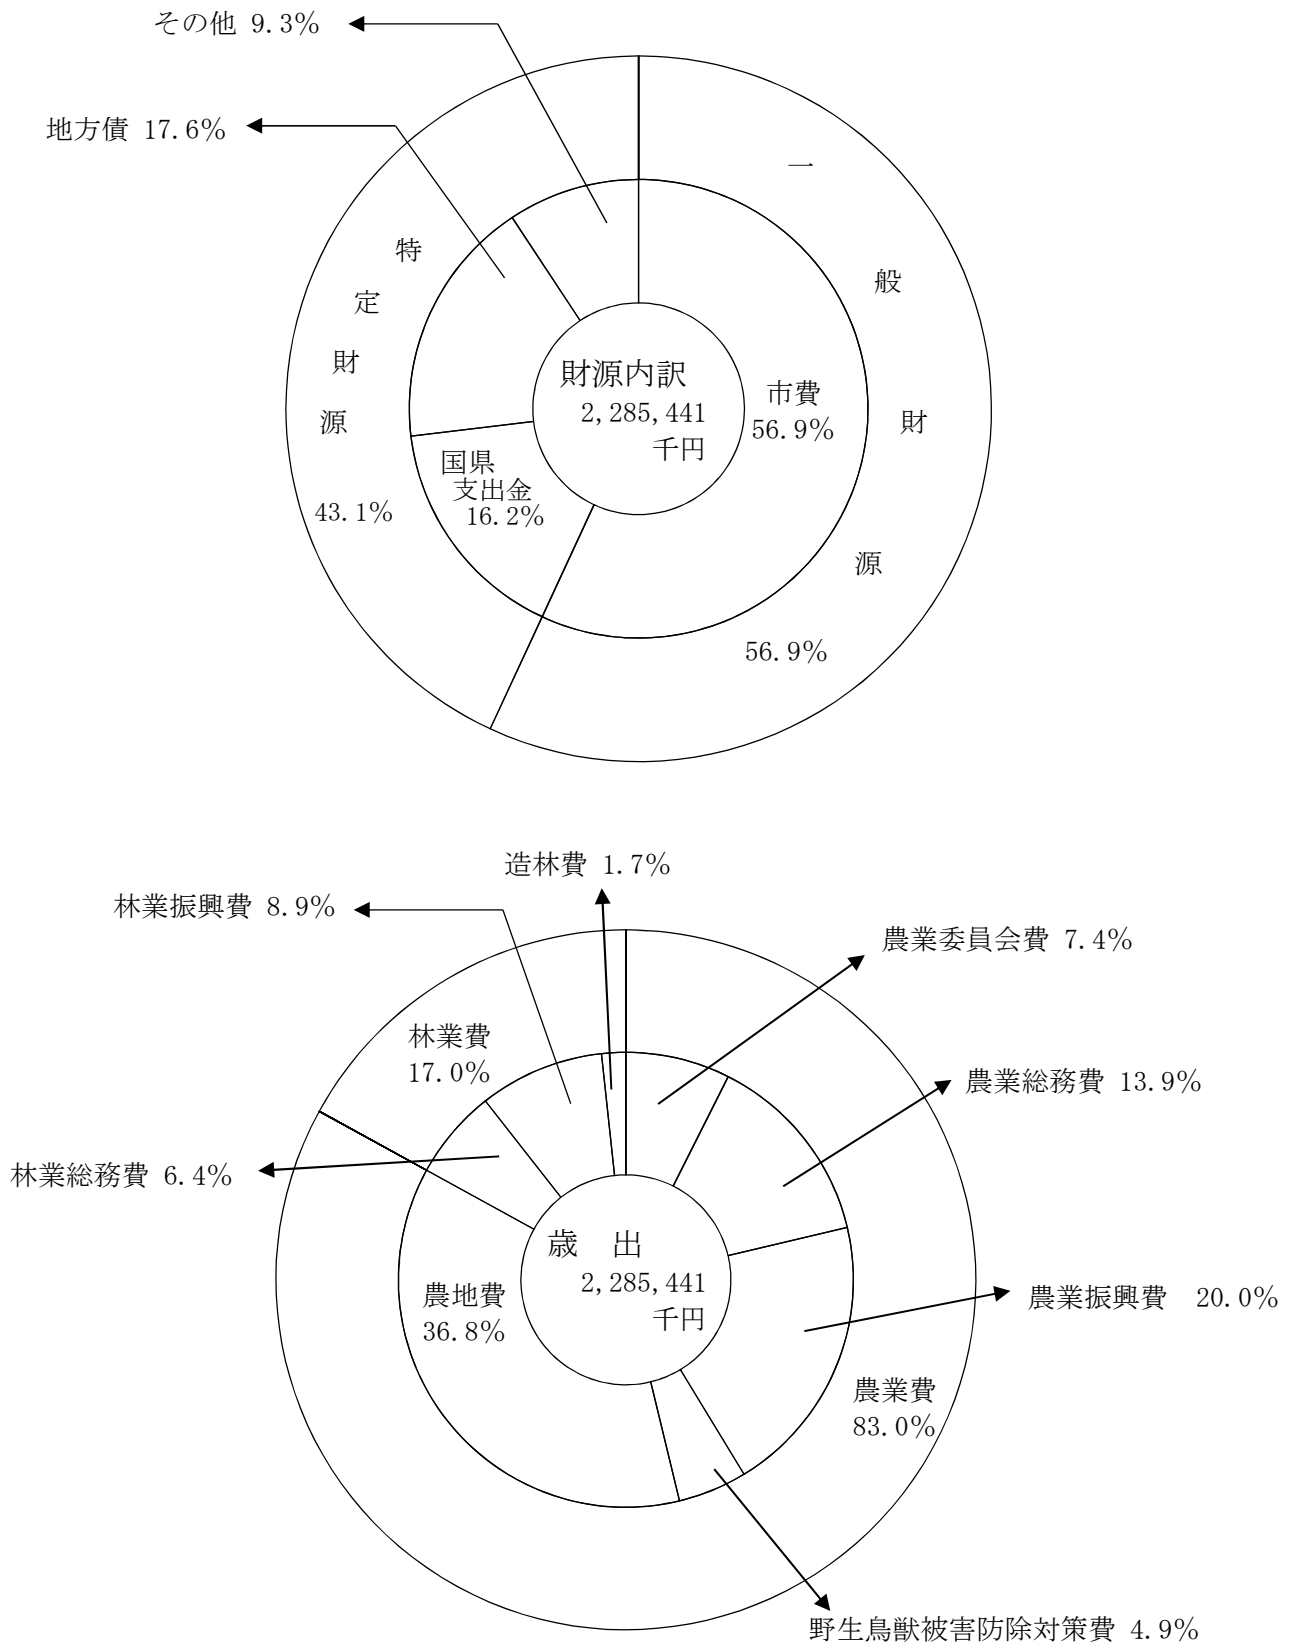 その他 9.3%
地方債 17.6%
一
般
財
源
56.9%
特
定
財
源
43.1%
財源内訳
2,285,441
千円
市費
56.9%
国県
支出金
16.2%
造林費 1.7%
林業振興費 8.9%
農業委員会費 7.4%
林業費
17.0%
農業総務費 13.9%
林業総務費 6.4%
歳 出
2,285,441
千円
農地費
36.8%
農業振興費 20.0%
農業費
83.0%
野生鳥獣被害防除対策費 4.9%